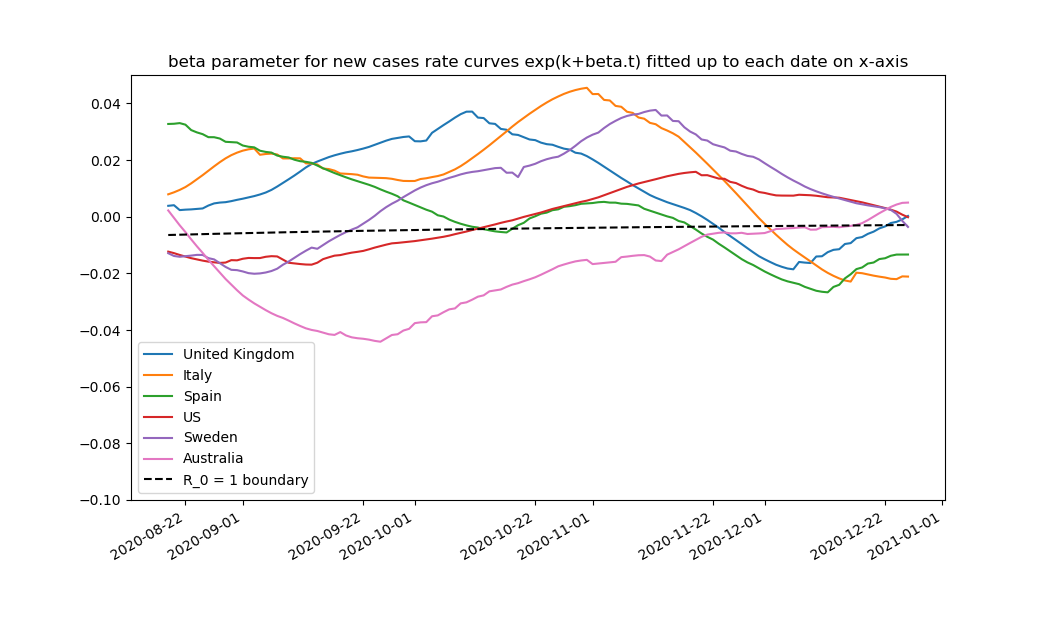 beta parameter for new cases rate curves exp(k+beta.t) fitted up to each date on x-axis
0.04
0.02
0.00
−0.02
−0.04
−0.06
−0.08
−0.10
United Kingdom
Italy
Spain
US
Sweden
Australia
R_0 = 1 boundary
2020-08-22
2020-09-01
2020-09-22
2020-10-01
2020-10-22
2020-11-01
2020-11-22
2020-12-01
2020-12-22
2021-01-01